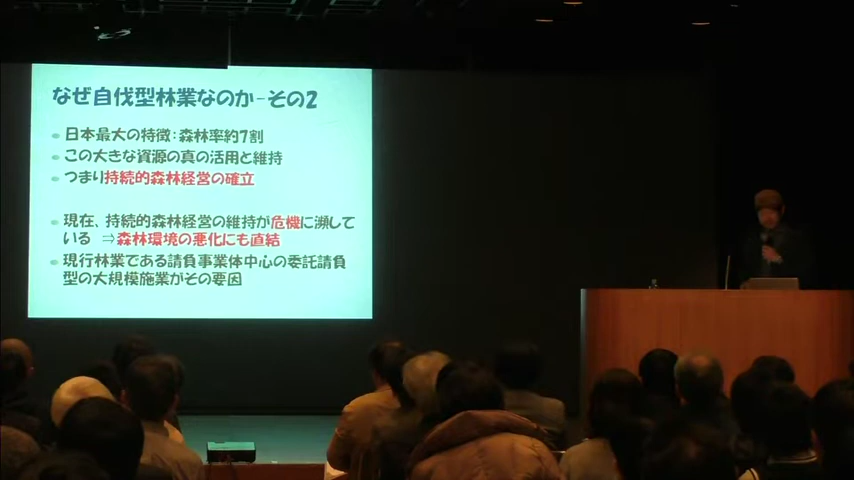 なぜ自伐型林業なのか-その2
日本最大の特徴:森林率約7割
この大きな資源の真の活用と維持
つまり持続的森林経営の確立
現在、持続的森林経営の維持が危機に瀕して
いる ⇒森林環境の悪化にも直結
現行林業である請負事業体中心の委託請負
型の大規模施業がその要因